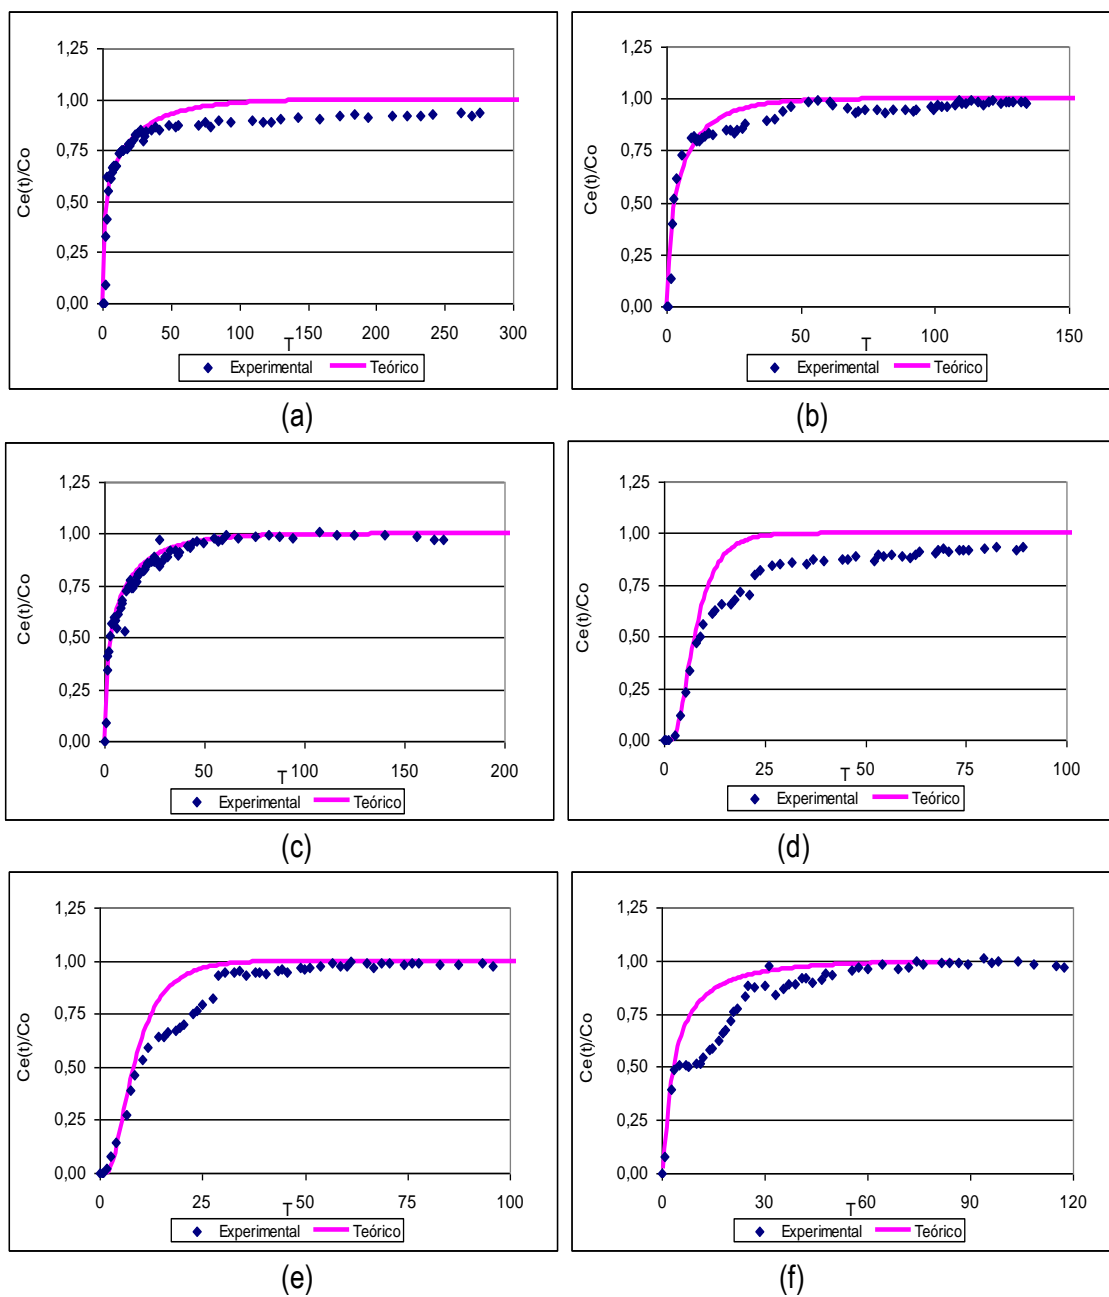 1,25
1,00
0,75
0,50
0,25
0,00
Ce(t)/Co
0 50 100 150 200 250 300
T
Experimental Teórico
(a)
1,25
1,00
0,75
0,50
0,25
0,00
Ce(t)/Co
0 50 100 150
T
Experimental Teórico
(b)
1,25
1,00
0,75
0,50
0,25
0,00
Ce(t)/Co
0 50 100 150 200
T
Experimental Teórico
(c)
1,25
1,00
0,75
0,50
0,25
0,00
Ce(t)/Co
0 25 50 75 100
T
Experimental Teórico
(d)
1,25
1,00
0,75
0,50
0,25
0,00
Ce(t)/Co
0 25 50 75 100
T
Experimental Teórico
(e)
1,25
1,00
0,75
0,50
0,25
0,00
Ce(t)/Co
0 30 60 90 120
T
Experimental Teórico
(f)